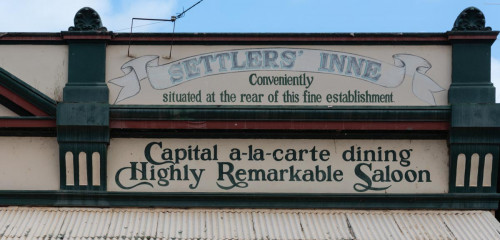 SETTLERS' INNE
Conveniently
situated at the rear of this fine establishment
Capital a-la-carte dining
Highly Remarkable Saloon